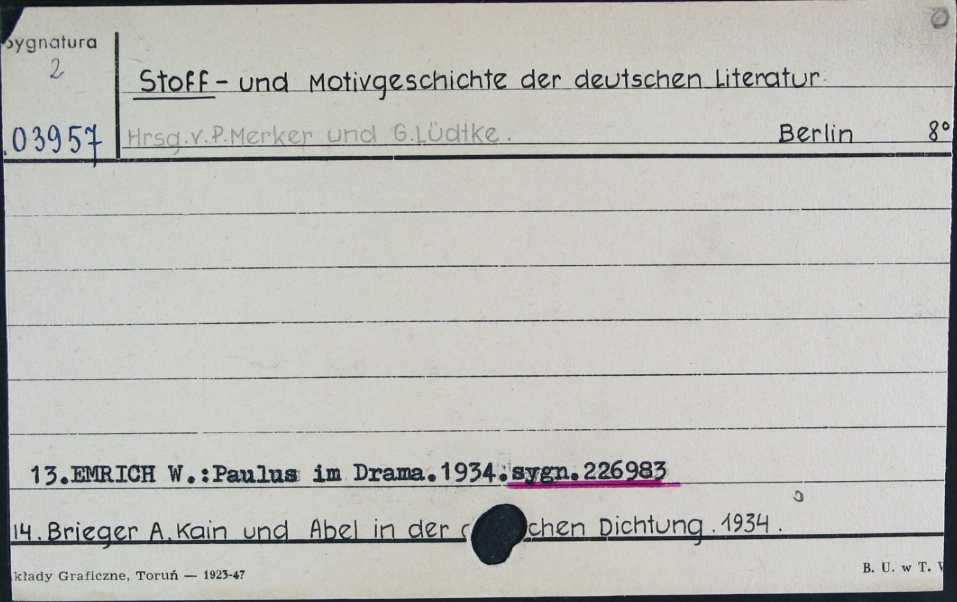 Sygnatura
2
Stoff- und Motivgeschichte der deutschen Literatur.
.03957
Hrsg.v.P.Merker und G.Lüdtke.
Berlin 8°
13.EMRICH W.:Paulus im Drama.1934.sygn.226983
14.Brieger A.Kain und Abel in der chen Dichtung.1934.
kłady Graficzne, Toruń — 1923-47
B. U. w T.